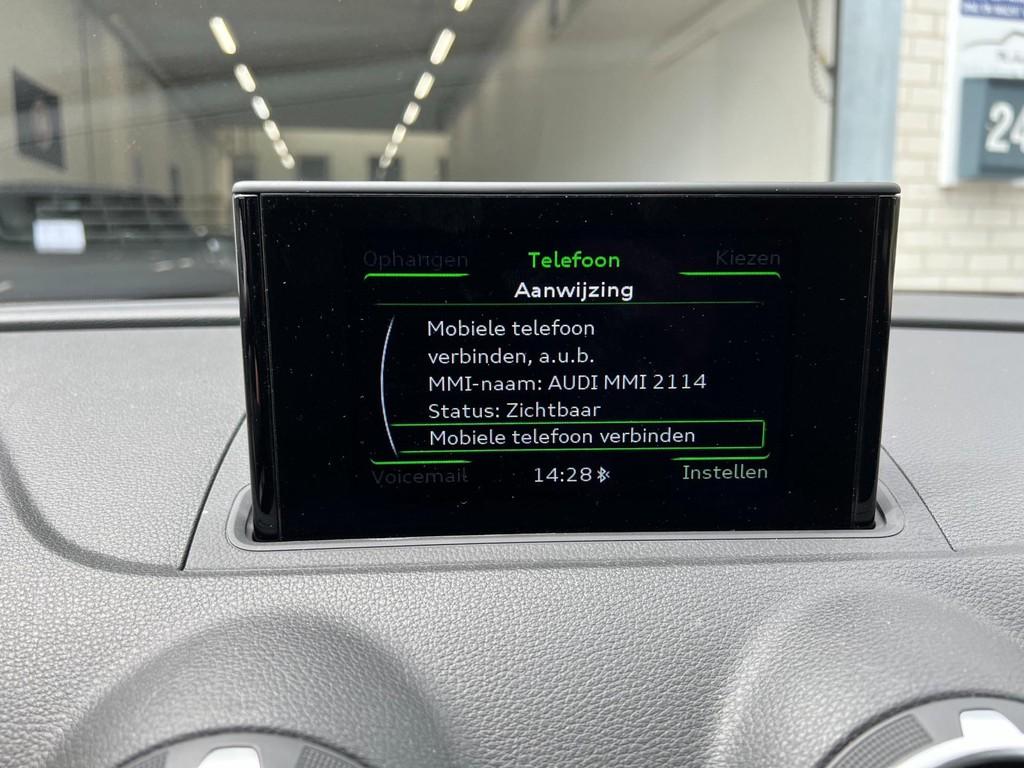 Ophangen Telefoon Kiezen
Aanwijzing
Mobiele telefoon
verbinden, a.u.b.
MMI-naam: AUDI MMI 2114
Status: Zichtbaar
Mobiele telefoon verbinden
Voicemail 14:28 Instellen
24